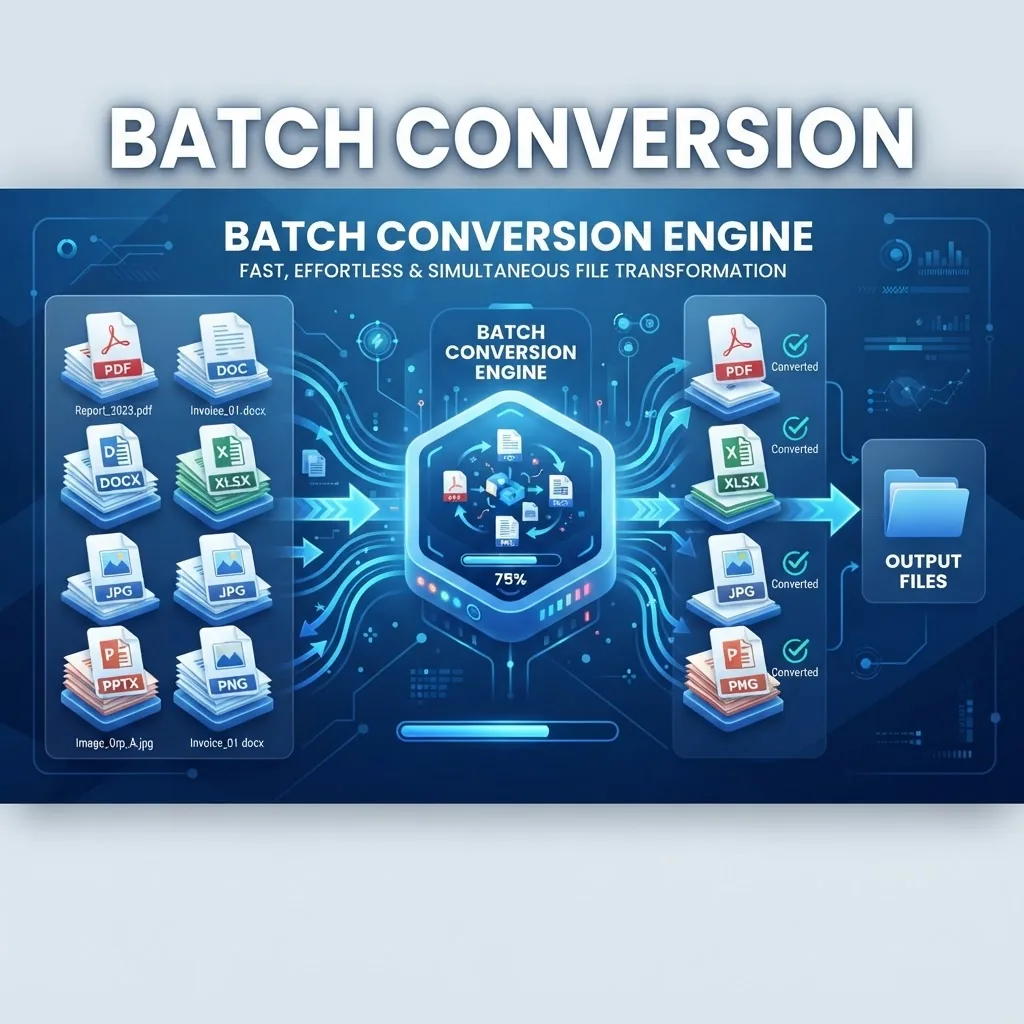 BATCH CONVERSION
BATCH CONVERSION ENGINE
FAST, EFFORTLESS & SIMULTANEOUS FILE TRANSFORMATION
PDF
DOC
Report_2023.pdf
Invoice_01.docx
DOCX
XLSX
JPG
JPG
PPTX
PNG
Image_Orp_A.jpg
Invoice_01 docx
BATCH
CONVERSION
ENGINE
75%
PDF
Converted
XLSX
Converted
JPG
Converted
PMG
Converted
OUTPUT
FILES